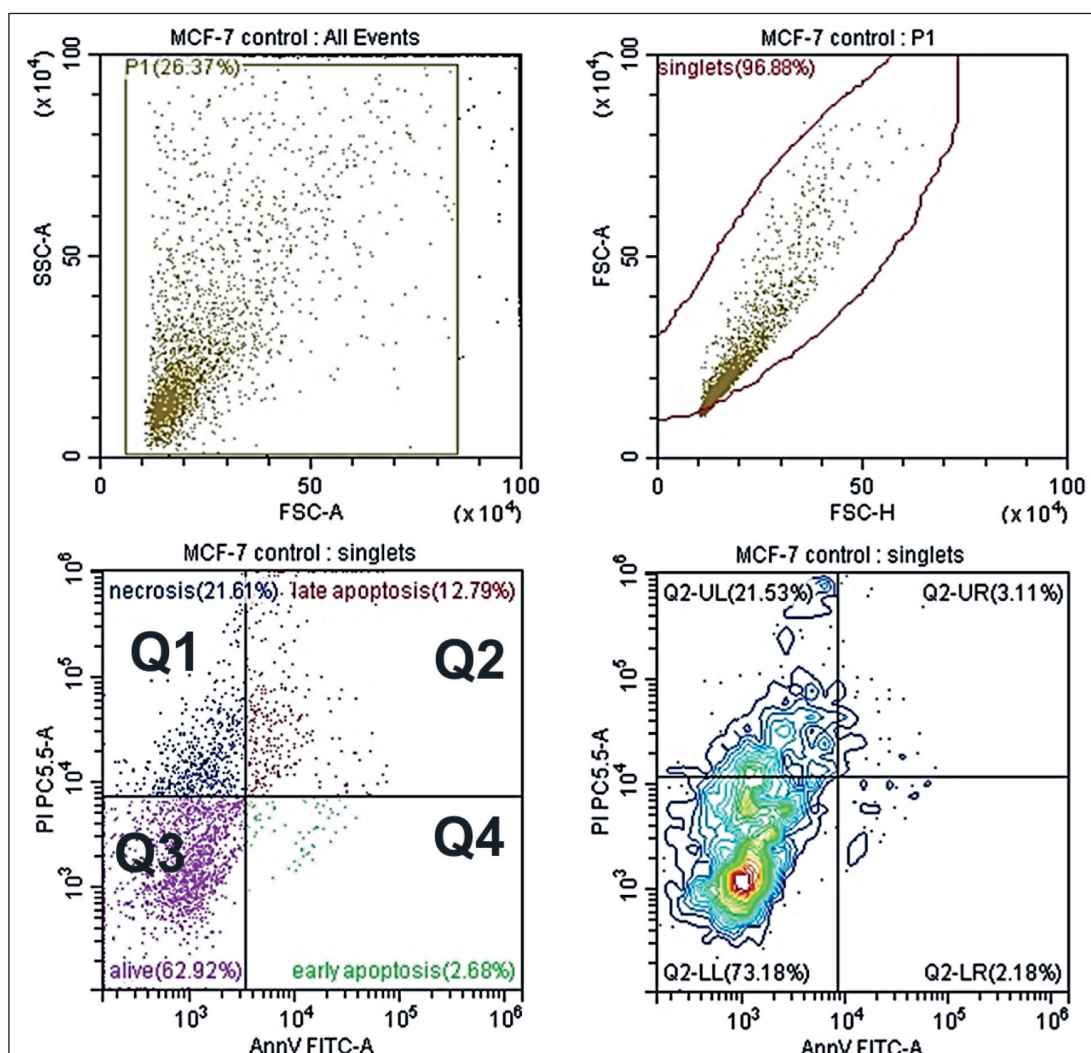 MCF-7 control : All Events
P1(26.37%)
(x10⁴)
SSC-A
100
50
0
0
50
100
FSC-A
(x10⁴)
MCF-7 control : P1
singlets(96.88%)
(x10⁴)
FSC-A
100
50
0
0
50
100
FSC-H
(x10⁴)
MCF-7 control : singlets
necrosis(21.61%)
late apoptosis(12.79%)
Q1
Q2
Q3
Q4
alive(62.92%)
early apoptosis(2.68%)
PI PC5.5-A
10⁶
10⁵
10⁴
10³
10³
10⁴
10⁵
10⁶
AnnV FITC-A
MCF-7 control : singlets
Q2-UL(21.53%)
Q2-UR(3.11%)
Q2-LL(73.18%)
Q2-LR(2.18%)
PI PC5.5-A
10⁶
10⁵
10⁴
10³
10³
10⁴
10⁵
10⁶
AnnV FITC-A